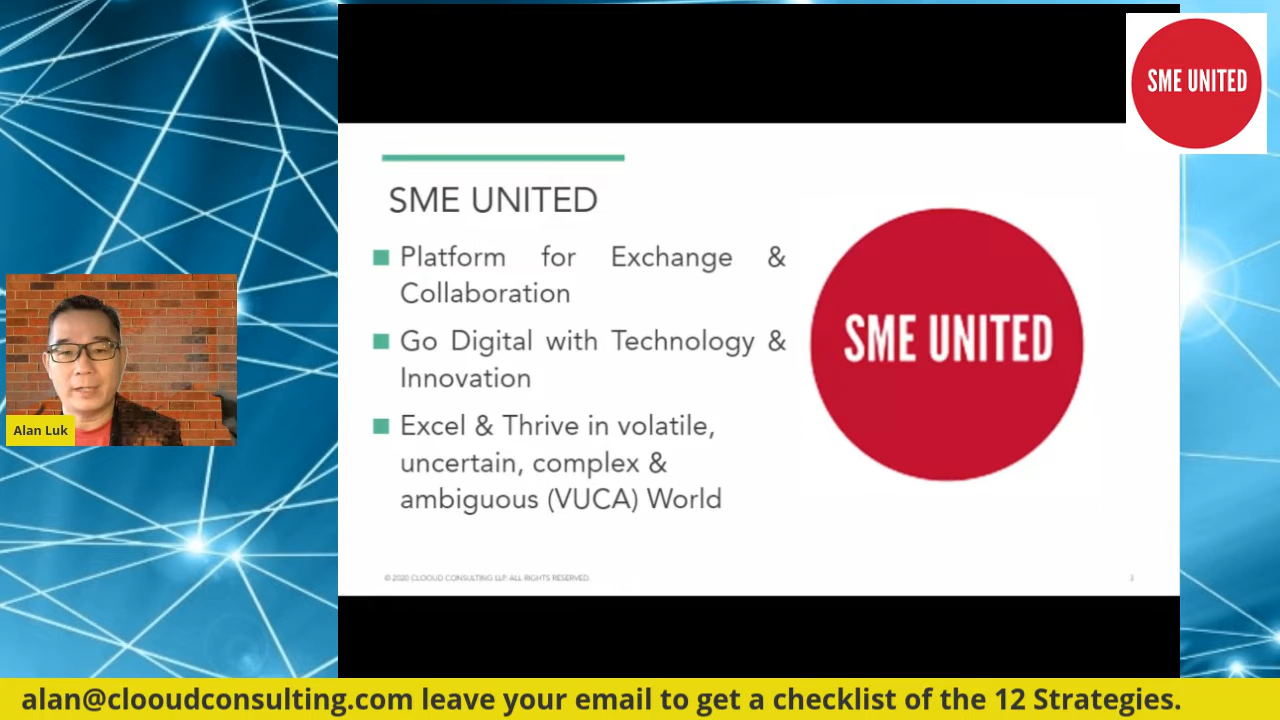 SME UNITED
SME UNITED
Platform for Exchange &
Collaboration
Go Digital with Technology &
Innovation
Excel & Thrive in volatile,
uncertain, complex &
ambiguous (VUCA) World
SME UNITED
Alan Luk
© 2020 CLOOUD CONSULTING LLP. ALL RIGHTS RESERVED.
3
alan@clooudconsulting.com leave your email to get a checklist of the 12 Strategies.